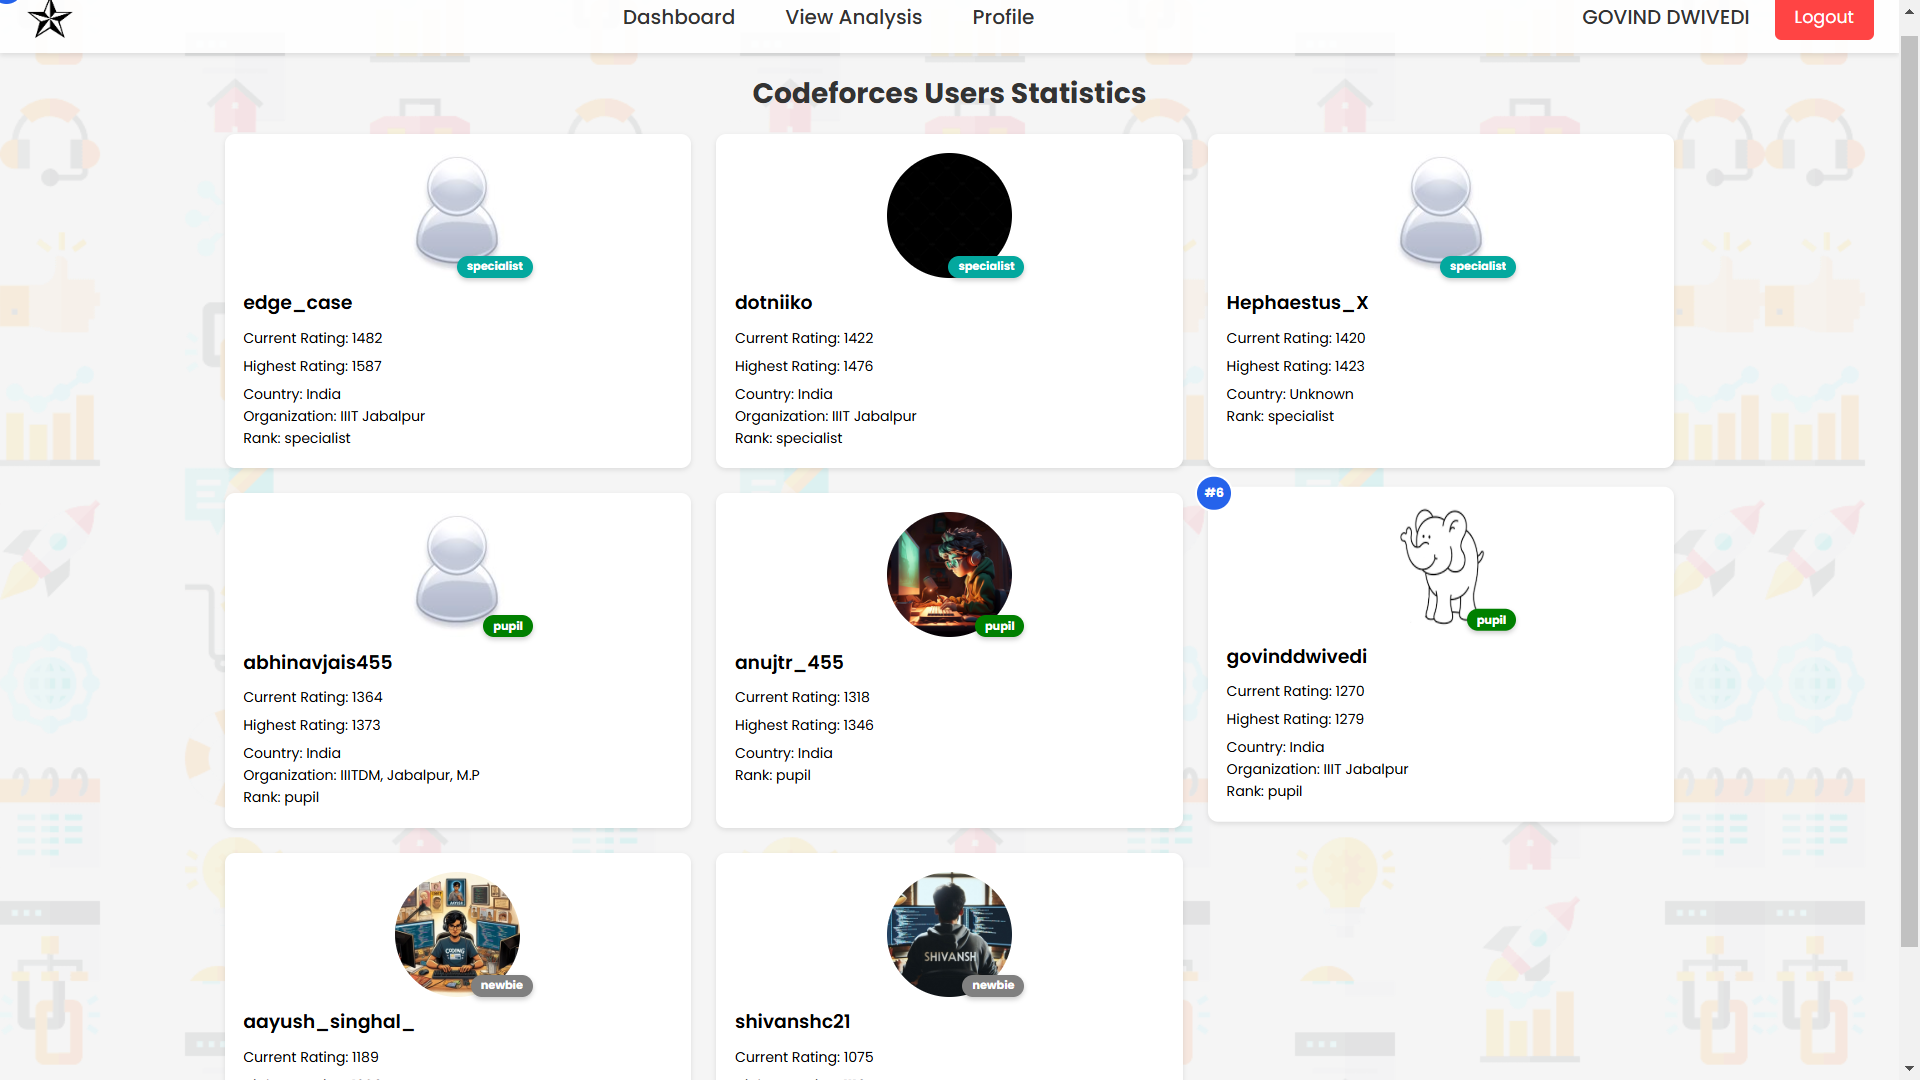 Dashboard
View Analysis
Profile
GOVIND DWIVEDI
Logout
Codeforces Users Statistics
specialist
edge_case
Current Rating: 1482
Highest Rating: 1587
Country: India
Organization: IIIT Jabalpur
Rank: specialist
specialist
dotniiko
Current Rating: 1422
Highest Rating: 1476
Country: India
Organization: IIIT Jabalpur
Rank: specialist
specialist
Hephaestus_X
Current Rating: 1420
Highest Rating: 1423
Country: Unknown
Rank: specialist
pupil
abhinavjais455
Current Rating: 1364
Highest Rating: 1373
Country: India
Organization: IIITDM, Jabalpur, M.P
Rank: pupil
pupil
anujtr_455
Current Rating: 1318
Highest Rating: 1346
Country: India
Rank: pupil
#6
pupil
govinddwivedi
Current Rating: 1270
Highest Rating: 1279
Country: India
Organization: IIIT Jabalpur
Rank: pupil
CODING
newbie
aayush_singhal_
Current Rating: 1189
SHIVANSH
newbie
shivanshc21
Current Rating: 1075